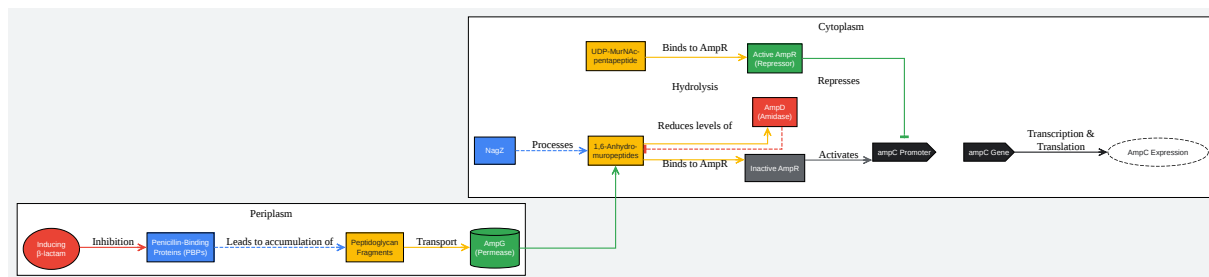 Cytoplasm
UDP-MurNAc-
pentapeptide
Binds to AmpR
Active AmpR
(Repressor)
Represses
Hydrolysis
AmpD
(Amidase)
Reduces levels of
NagZ
Processes
1,6-Anhydro-
muropeptides
Binds to AmpR
Inactive AmpR
Activates
ampC Promoter
ampC Gene
Transcription &
Translation
AmpC Expression
Periplasm
Inducing
β-lactam
Inhibition
Penicillin-Binding
Proteins (PBPs)
Leads to accumulation of
Peptidoglycan
Fragments
Transport
AmpG
(Permease)